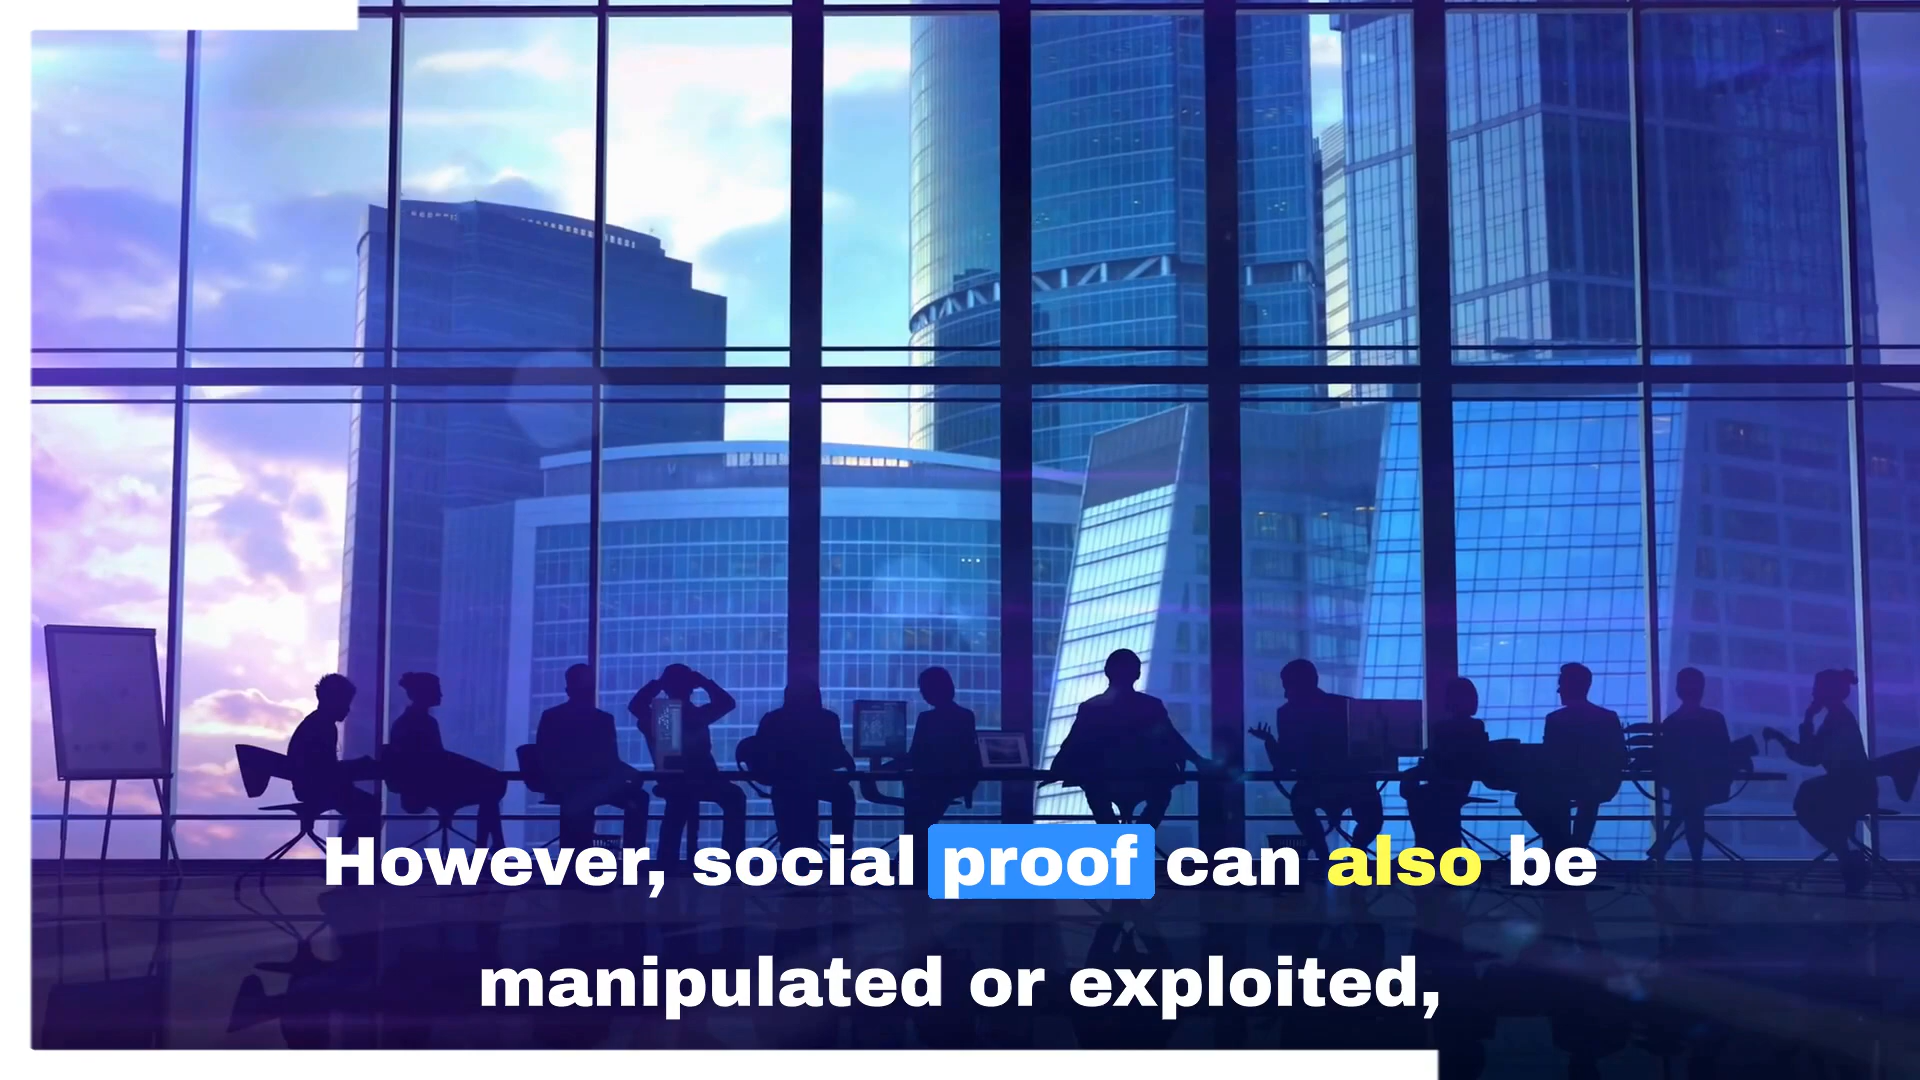 However, social proof can also be
manipulated or exploited,